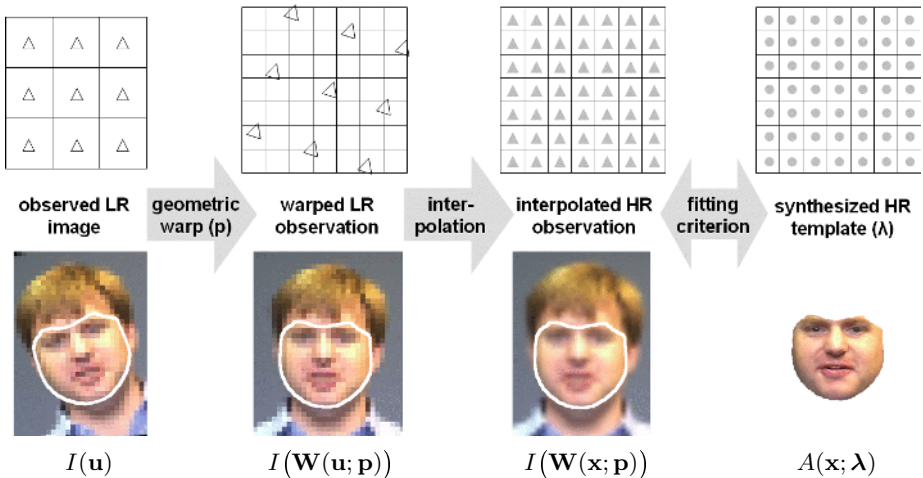 observed LR
image
geometric
warp (p)
warped LR
observation
inter-
polation
interpolated HR
observation
fitting
criterion
synthesized HR
template (λ)
I(u)
I(W(u; p))
I(W(x; p))
A(x; λ)